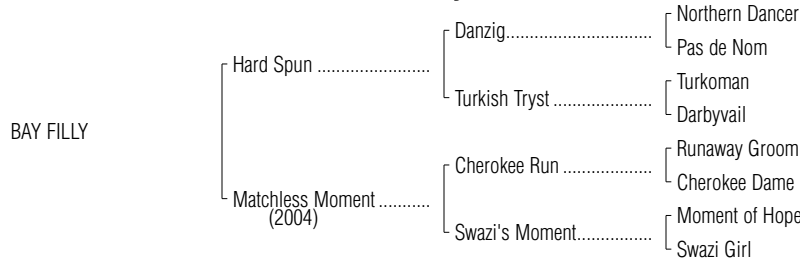 Northern Dancer
Danzig..............................
Pas de Nom
Hard Spun ........................
Turkoman
Turkish Tryst .....................
Darbyvail
BAY FILLY
Runaway Groom
Cherokee Run ...................
Cherokee Dame
Matchless Moment ...........
(2004)
Moment of Hope
Swazi's Moment................
Swazi Girl